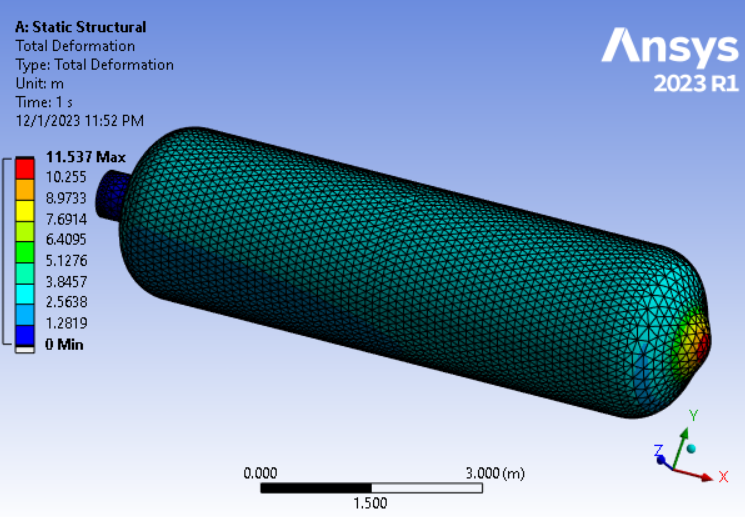 A: Static Structural
Total Deformation
Type: Total Deformation
Unit: m
Time: 1 s
12/1/2023 11:52 PM
Ansys
2023 R1
11.537 Max
10.255
8.9733
7.6914
6.4095
5.1276
3.8457
2.5638
1.2819
0 Min
0.000
3.000 (m)
1.500
Y
Z
X